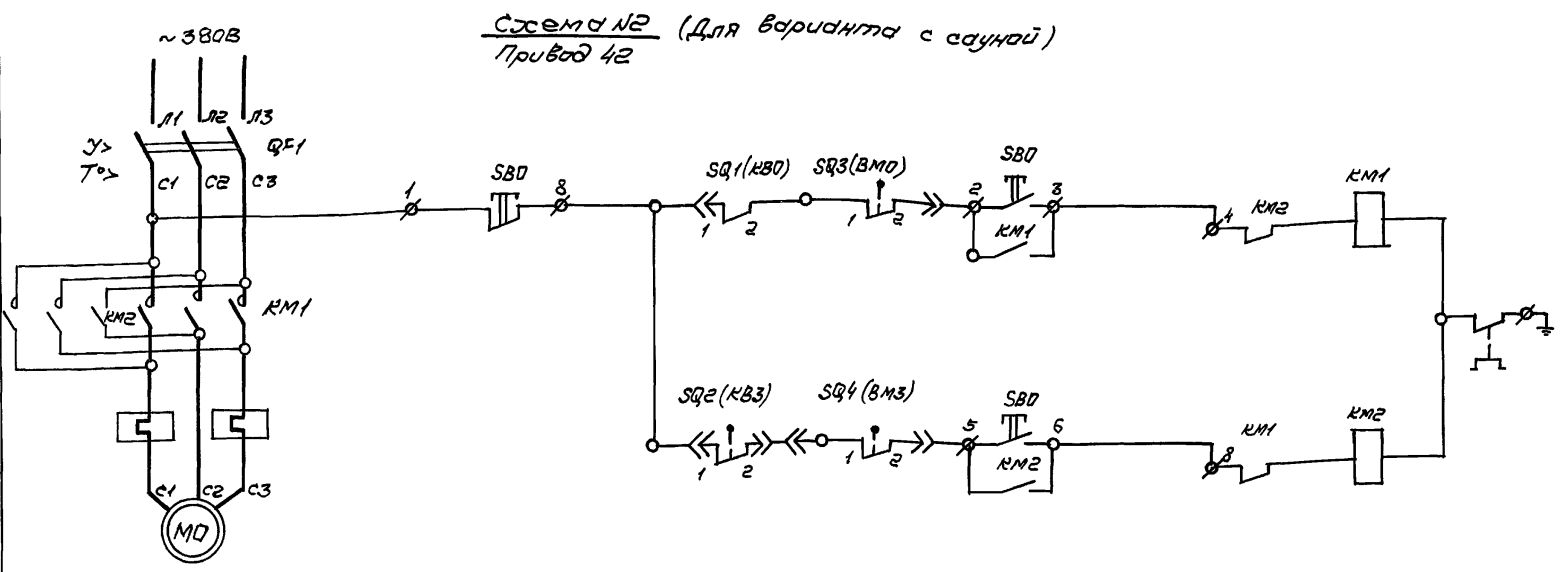 Схема №2 (Для варианта с сауной)
Привод 42
~380В
Л1 Л2 Л3
У>
QF1
Т°>
С1 С2 С3
1
SB0
8
SQ1(КВО)
SQ3(ВМО)
1 2
1 2
2
SB0
3
КМ1
4
КМ2
КМ1
КМ2
КМ1
SQ2(КВЗ)
SQ4(ВМЗ)
1 2
1 2
5
SB0
6
КМ2
8
КМ1
КМ2
С1 С2 С3
МО